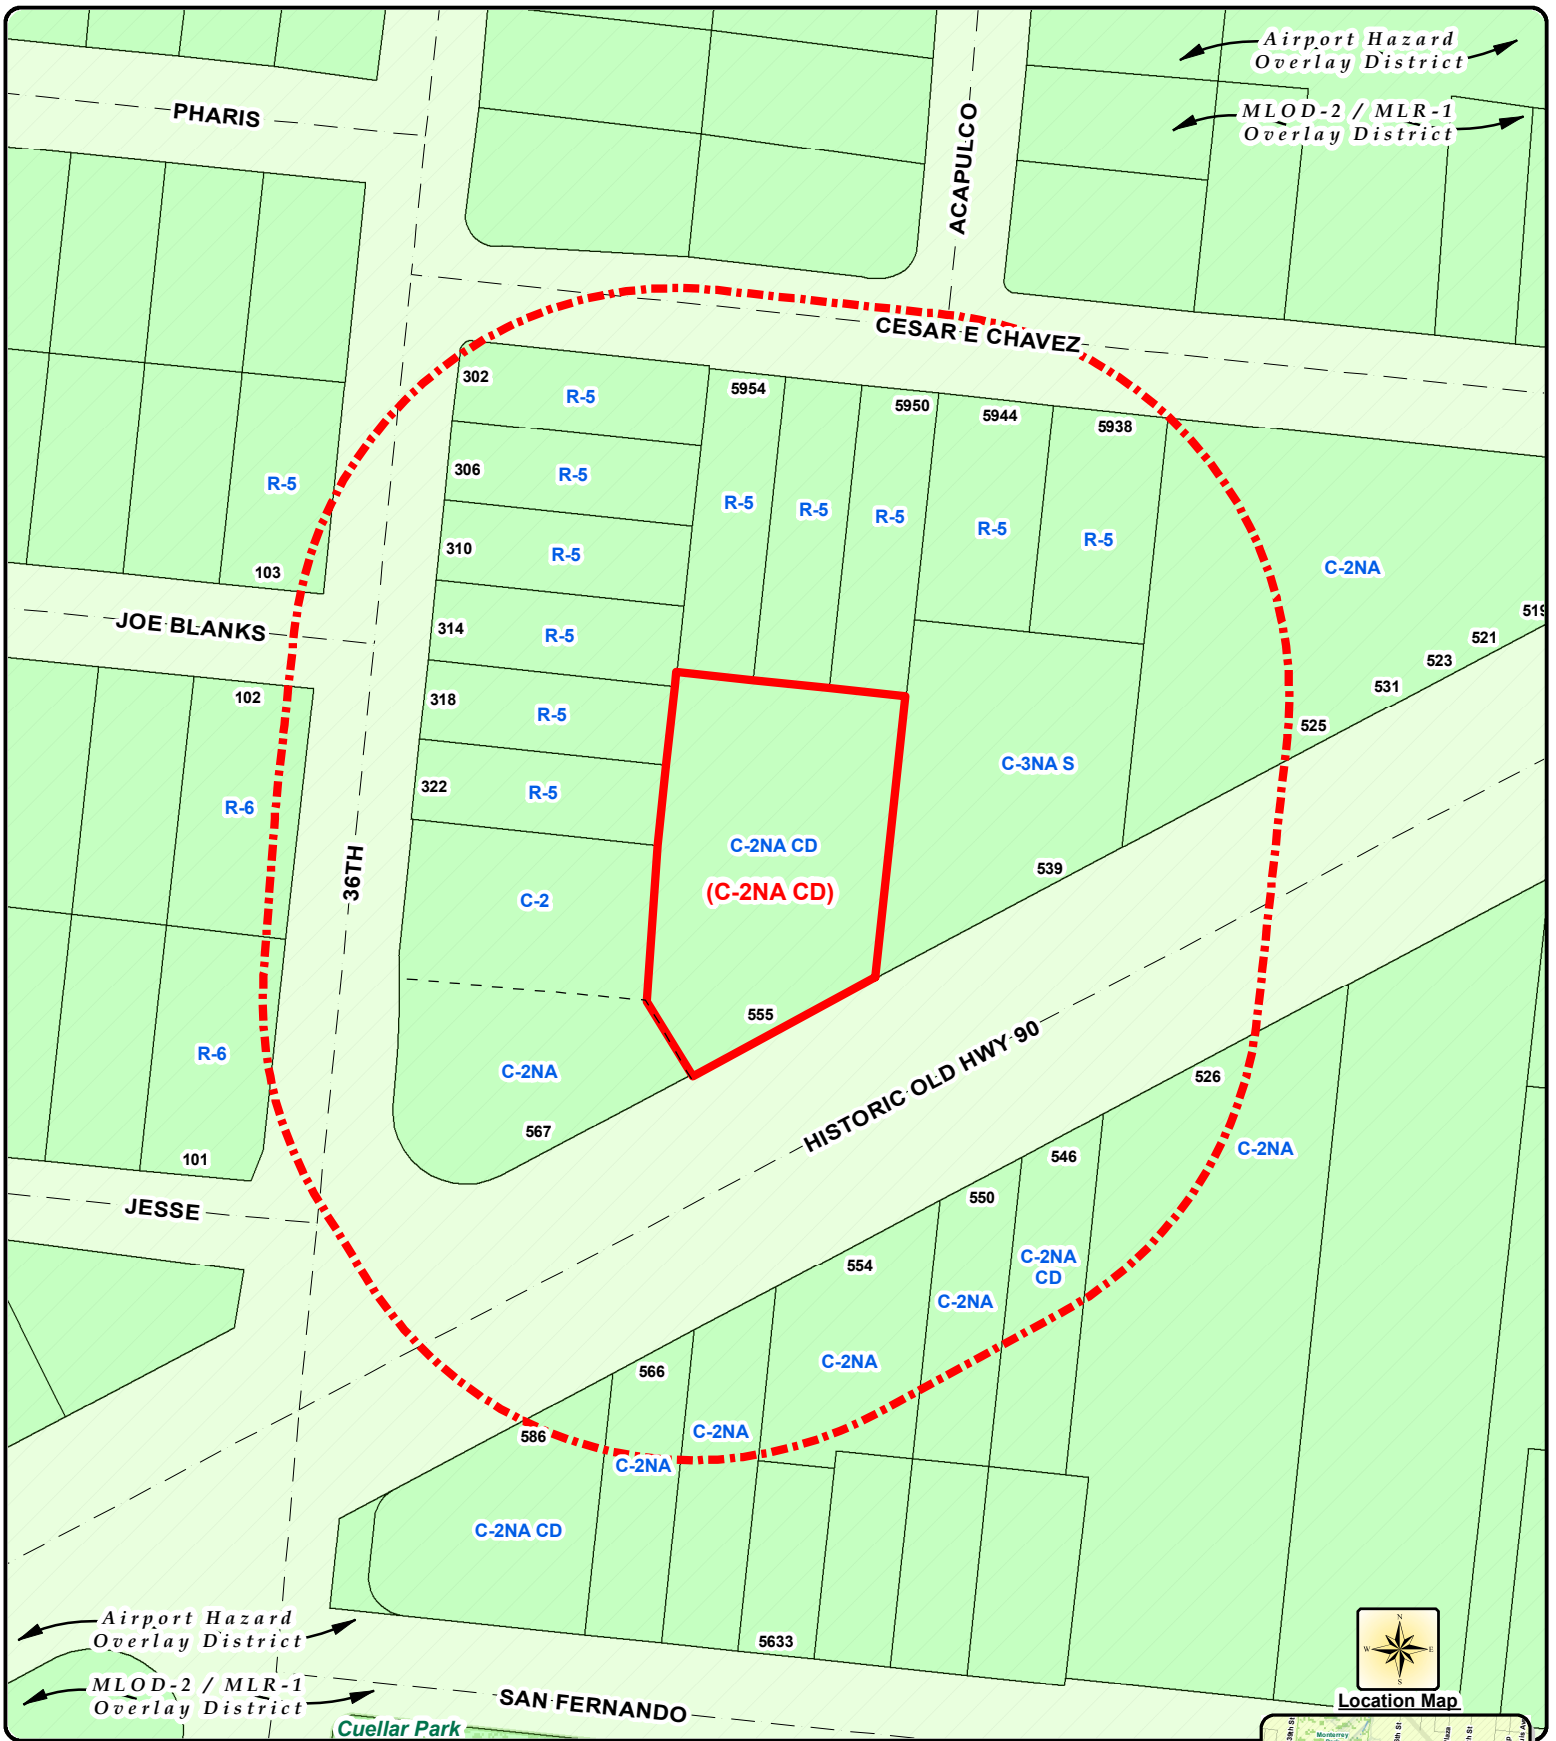 Airport Hazard
Overlay District
MLOD-2 / MLR-1
Overlay District
PHARIS
ACAPULCO
CESAR E CHAVEZ
302
R-5
5954
5950
5944
5938
306
R-5
R-5
R-5
R-5
R-5
R-5
R-5
310
R-5
C-2NA
103
JOE BLANKS
314
R-5
519
521
523
531
525
102
318
R-5
322
R-5
C-3NA S
R-6
36TH
C-2NA CD
(C-2NA CD)
539
C-2
555
HISTORIC OLD HWY 90
R-6
C-2NA
526
567
C-2NA
101
546
550
JESSE
554
C-2NA
CD
C-2NA
C-2NA
566
C-2NA
586
C-2NA
C-2NA CD
5633
Airport Hazard
Overlay District
MLOD-2 / MLR-1
Overlay District
SAN FERNANDO
Cuellar Park
N
W
E
S
Location Map
39th St
Monterrey